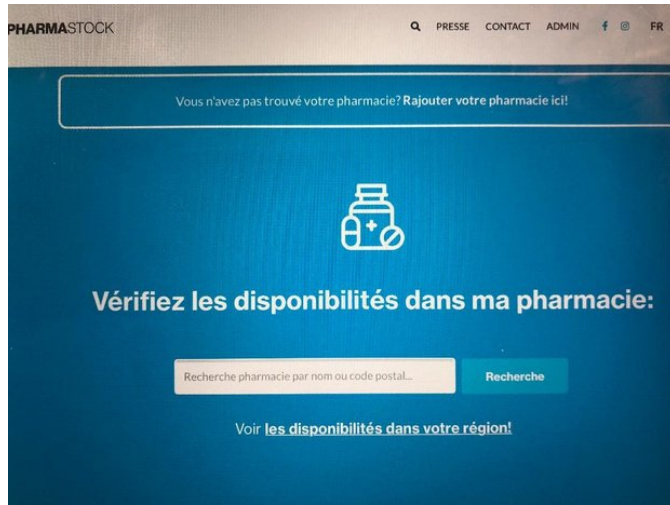 PHARMASTOCK
PRESSE CONTACT ADMIN FR
Vous n'avez pas trouvé votre pharmacie? Rajouter votre pharmacie ici!
Vérifiez les disponibilités dans ma pharmacie:
Recherche pharmacie par nom ou code postal... Recherche
Voir les disponibilités dans votre région!